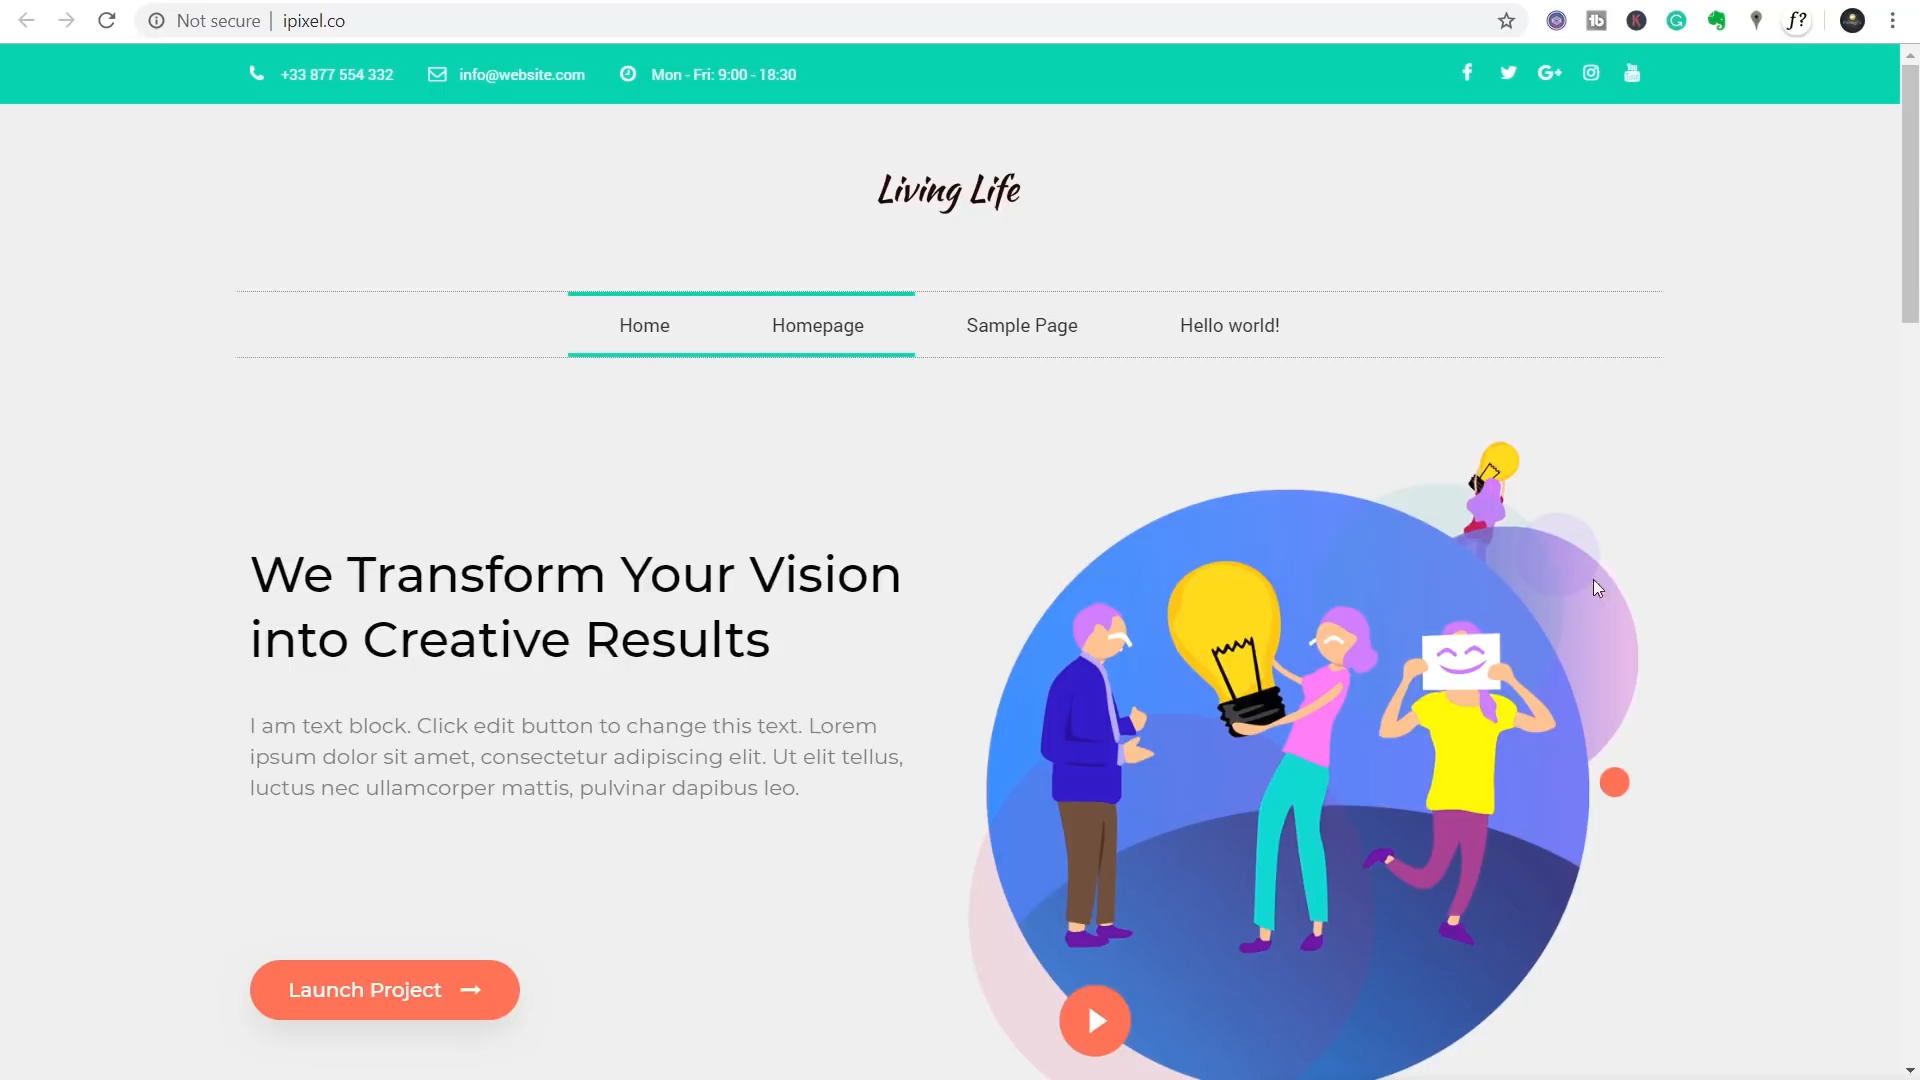 Not secure | ipixel.co
f?
+33 877 554 332
info@website.com
Mon - Fri: 9:00 - 18:30
Living Life
Home
Homepage
Sample Page
Hello world!
We Transform Your Vision
into Creative Results
I am text block. Click edit button to change this text. Lorem
ipsum dolor sit amet, consectetur adipiscing elit. Ut elit tellus,
luctus nec ullamcorper mattis, pulvinar dapibus leo.
Launch Project